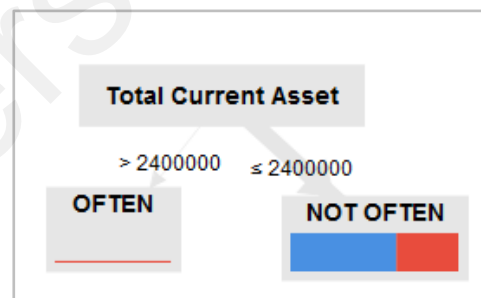 Total Current Asset
> 2400000
≤ 2400000
OFTEN
NOT OFTEN